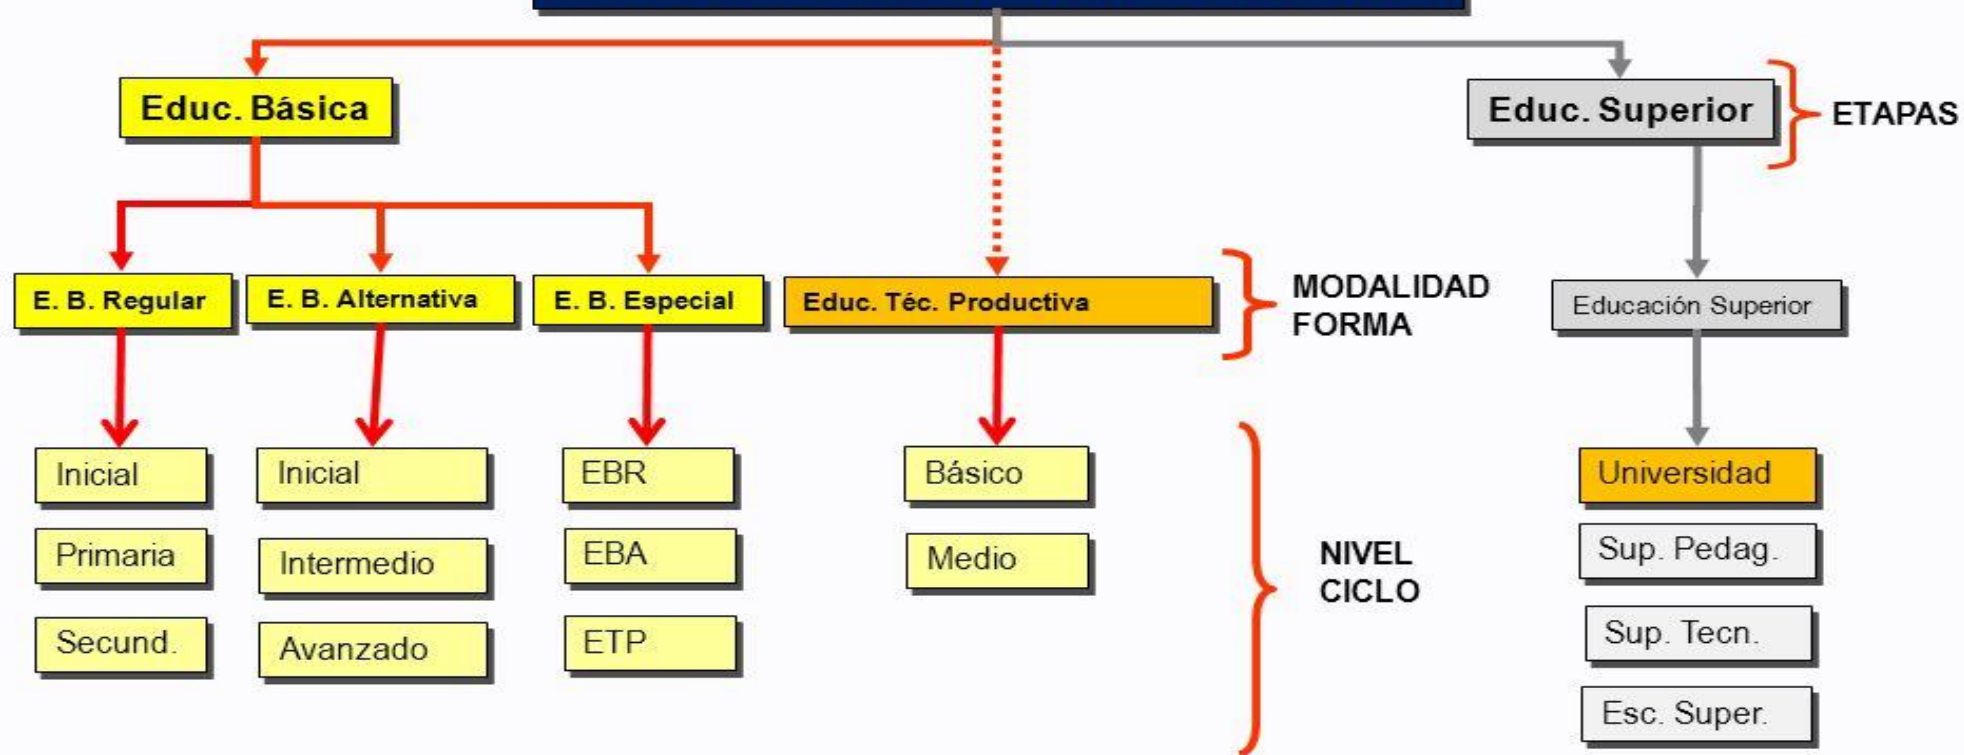 Educ. Básica
Educ. Superior
ETAPAS
E. B. Regular
E. B. Alternativa
E. B. Especial
Educ. Téc. Productiva
MODALIDAD
FORMA
Educación Superior
Inicial
Inicial
EBR
Básico
Universidad
Primaria
Intermedio
EBA
Medio
NIVEL
CICLO
Sup. Pedag.
Secund.
Avanzado
ETP
Sup. Tecn.
Esc. Super.